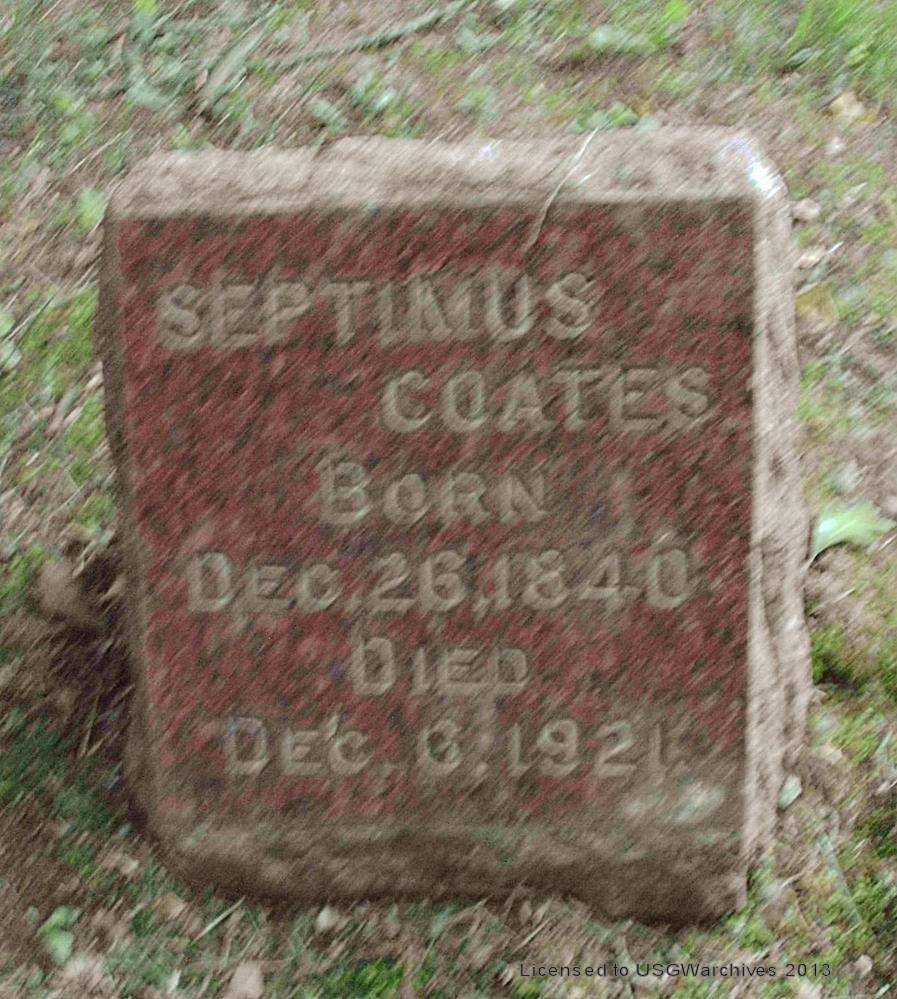 SEPTIMUS
COATES
BORN
DEC. 26, 1840
DIED
DEC. 6, 1921.
Licensed to USGWarchives 2013